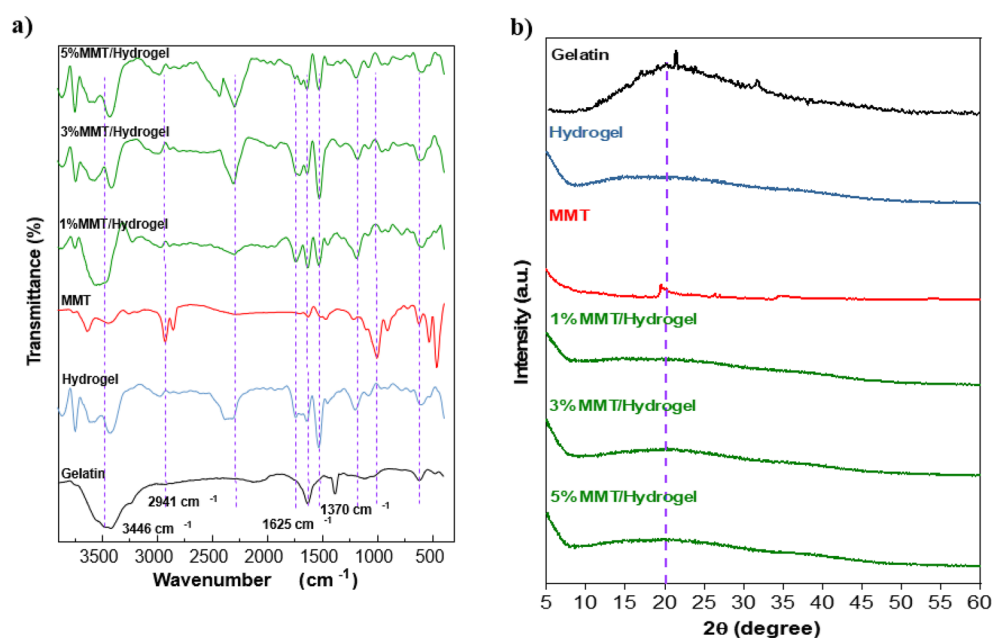 a)
5%MMT/Hydrogel
3%MMT/Hydrogel
1%MMT/Hydrogel
MMT
Hydrogel
Gelatin
2941 cm⁻¹
3446 cm⁻¹
1370 cm⁻¹
1625 cm⁻¹
Transmittance (%)
3500 3000 2500 2000 1500 1000 500
Wavenumber (cm⁻¹)
b)
Gelatin
Hydrogel
MMT
1% MMT/Hydrogel
3% MMT/Hydrogel
5% MMT/Hydrogel
Intensity (a.u.)
5 10 15 20 25 30 35 40 45 50 55 60
2θ (degree)